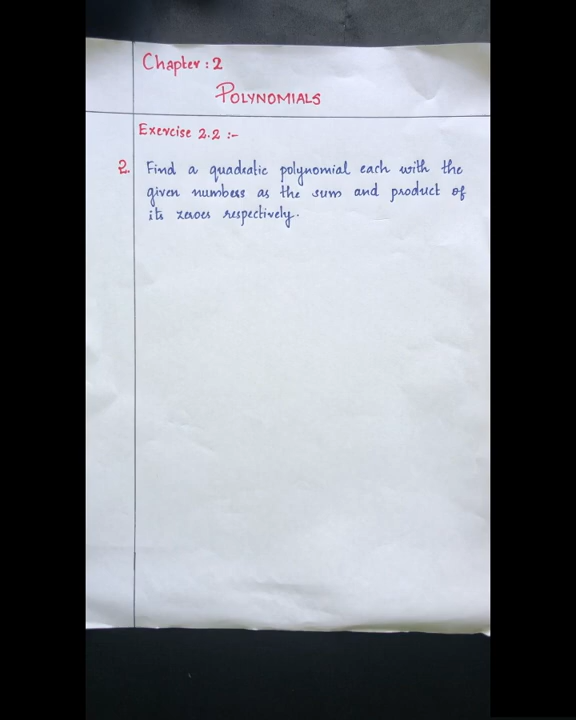 Chapter : 2
POLYNOMIALS
Exercise 2.2 :-
2. Find a quadratic polynomial each with the
given numbers as the sum and product of
its zeroes respectively.